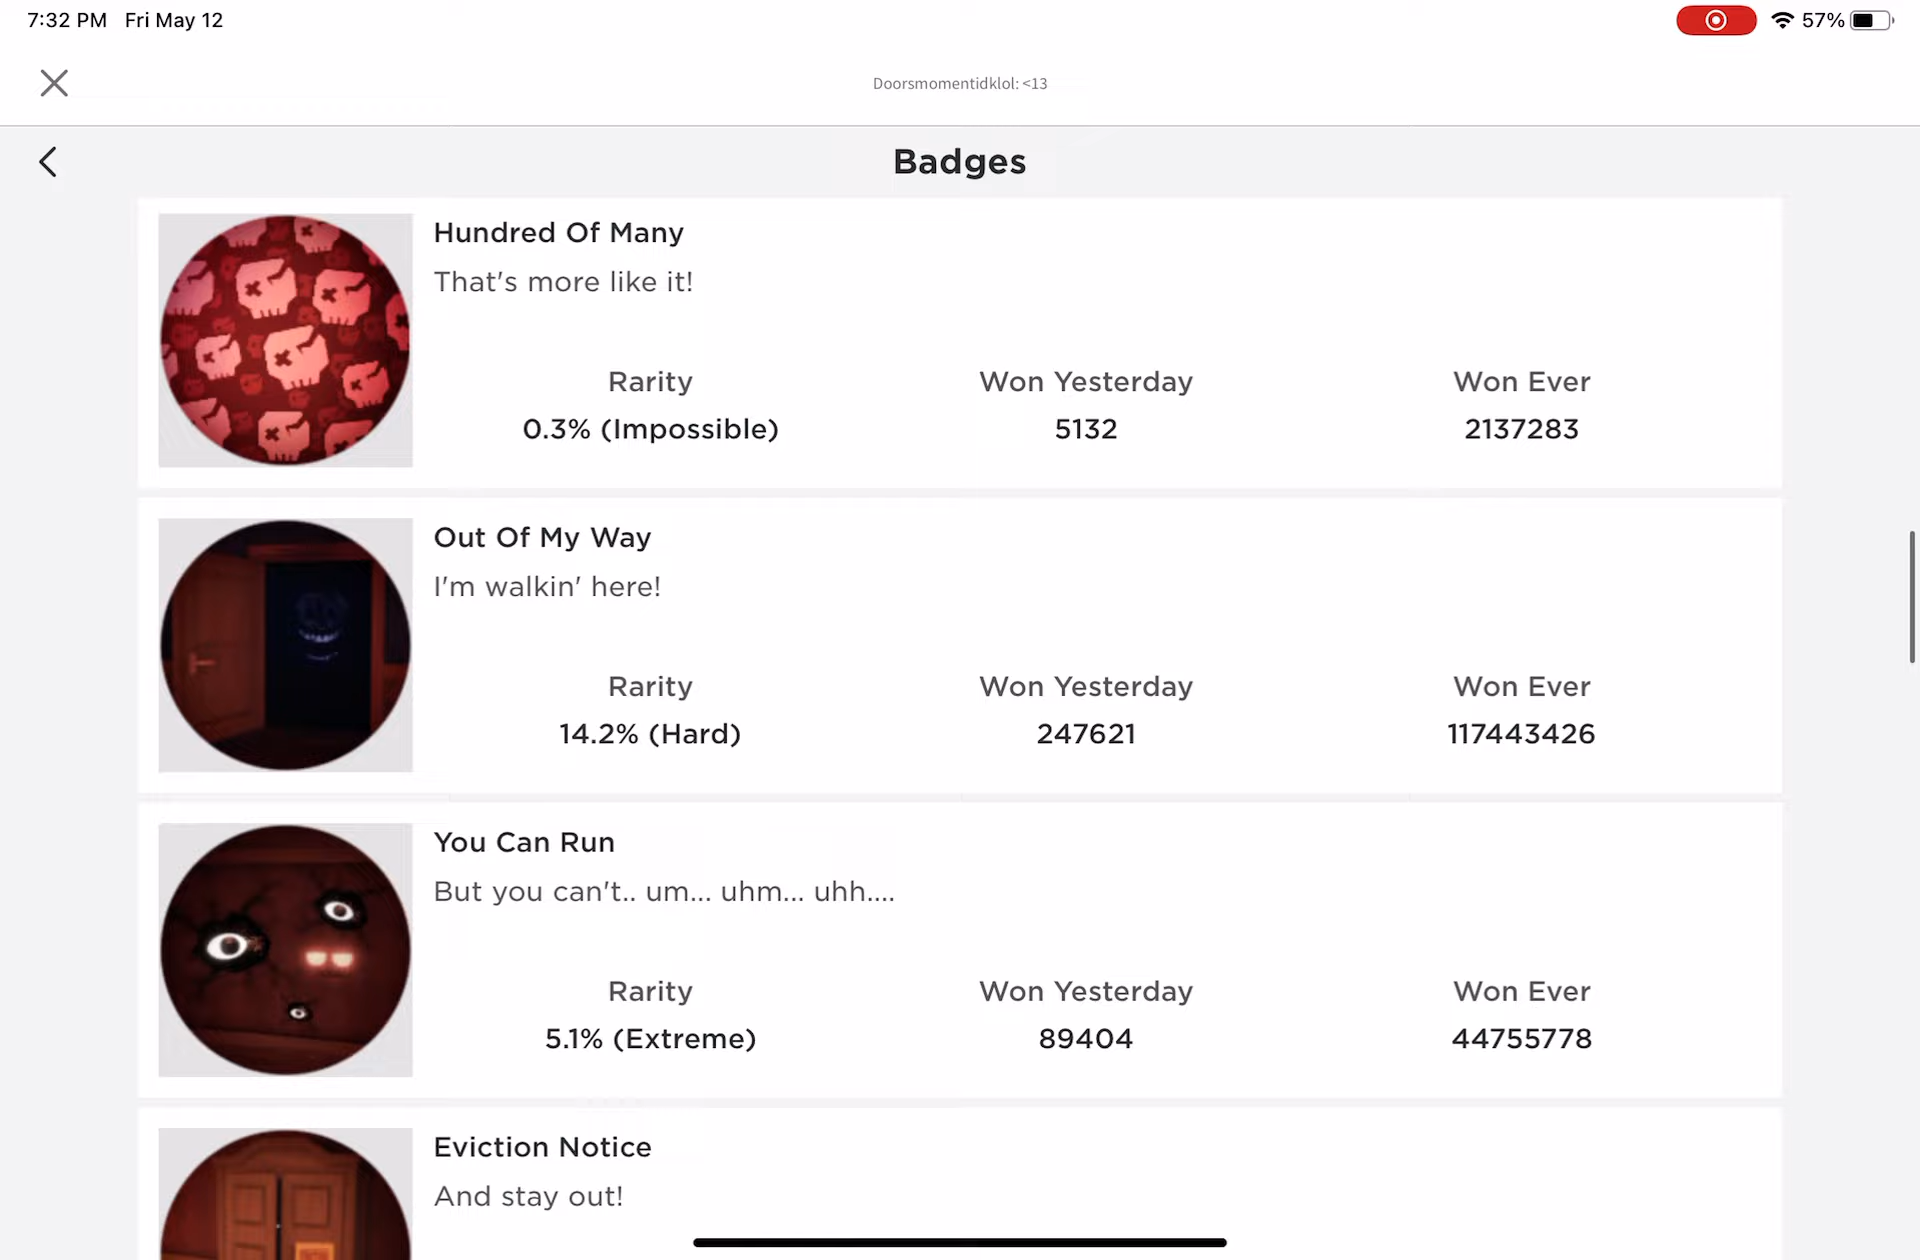 7:32 PM Fri May 12
57%
Doorsmomentidklol: <13
Badges
Hundred Of Many
That's more like it!
Rarity Won Yesterday Won Ever
0.3% (Impossible) 5132 2137283
Out Of My Way
I'm walkin' here!
Rarity Won Yesterday Won Ever
14.2% (Hard) 247621 117443426
You Can Run
But you can't.. um... uhm... uhh....
Rarity Won Yesterday Won Ever
5.1% (Extreme) 89404 44755778
Eviction Notice
And stay out!